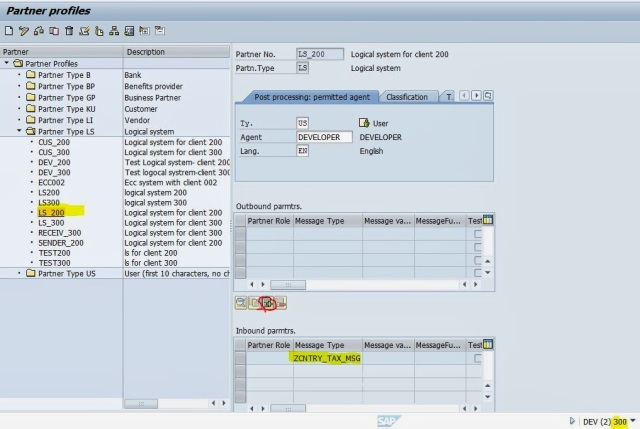 Partner profiles
Partner Description
Partner Profiles
Partner Type B Bank
Partner Type BP Benefits provider
Partner Type GP Business Partner
Partner Type KU Customer
Partner Type LI Vendor
Partner Type LS Logical system
CUS_200 Logical system for client 200
CUS_300 Logical system for client 300
DEV_200 Test Logical system- client 200
DEV_300 Test logocal system-client 300
ECC002 Ecc system with client 002
LS200 logical system 200
LS300 logical system 300
LS_200 Logical system for client 200
LS_300 Logical system for client 300
RECEIV_300 Logical system for client 300
SENDER_200 Logical system for client 200
TEST200 ls for client 200
TEST300 ls for client 300
Partner Type US User (first 10 characters, no ch
Partner No. LS_200 Logical system for client 200
Partn.Type LS Logical system
Post processing: permitted agent Classification T
Ty. US User
Agent DEVELOPER DEVELOPER
Lang. EN English
Outbound parmtrs.
Partner Role Message Type Message va... MessageFu... Test
Inbound parmtrs.
Partner Role Message Type Message va... MessageFu... Test
ZCNTRY_TAX_MSG
SAP DEV (2) 300